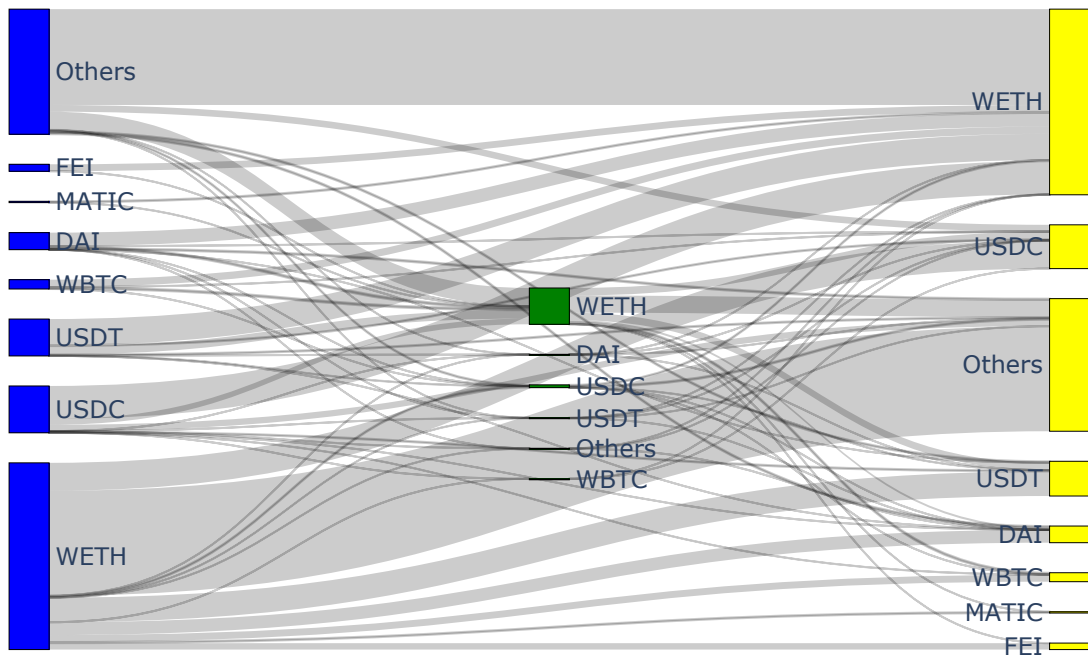 Others
FEI
MATIC
DAI
WBTC
USDT
USDC
WETH
WETH
DAI
USDC
USDT
Others
WBTC
WETH
USDC
Others
USDT
DAI
WBTC
MATIC
FEI